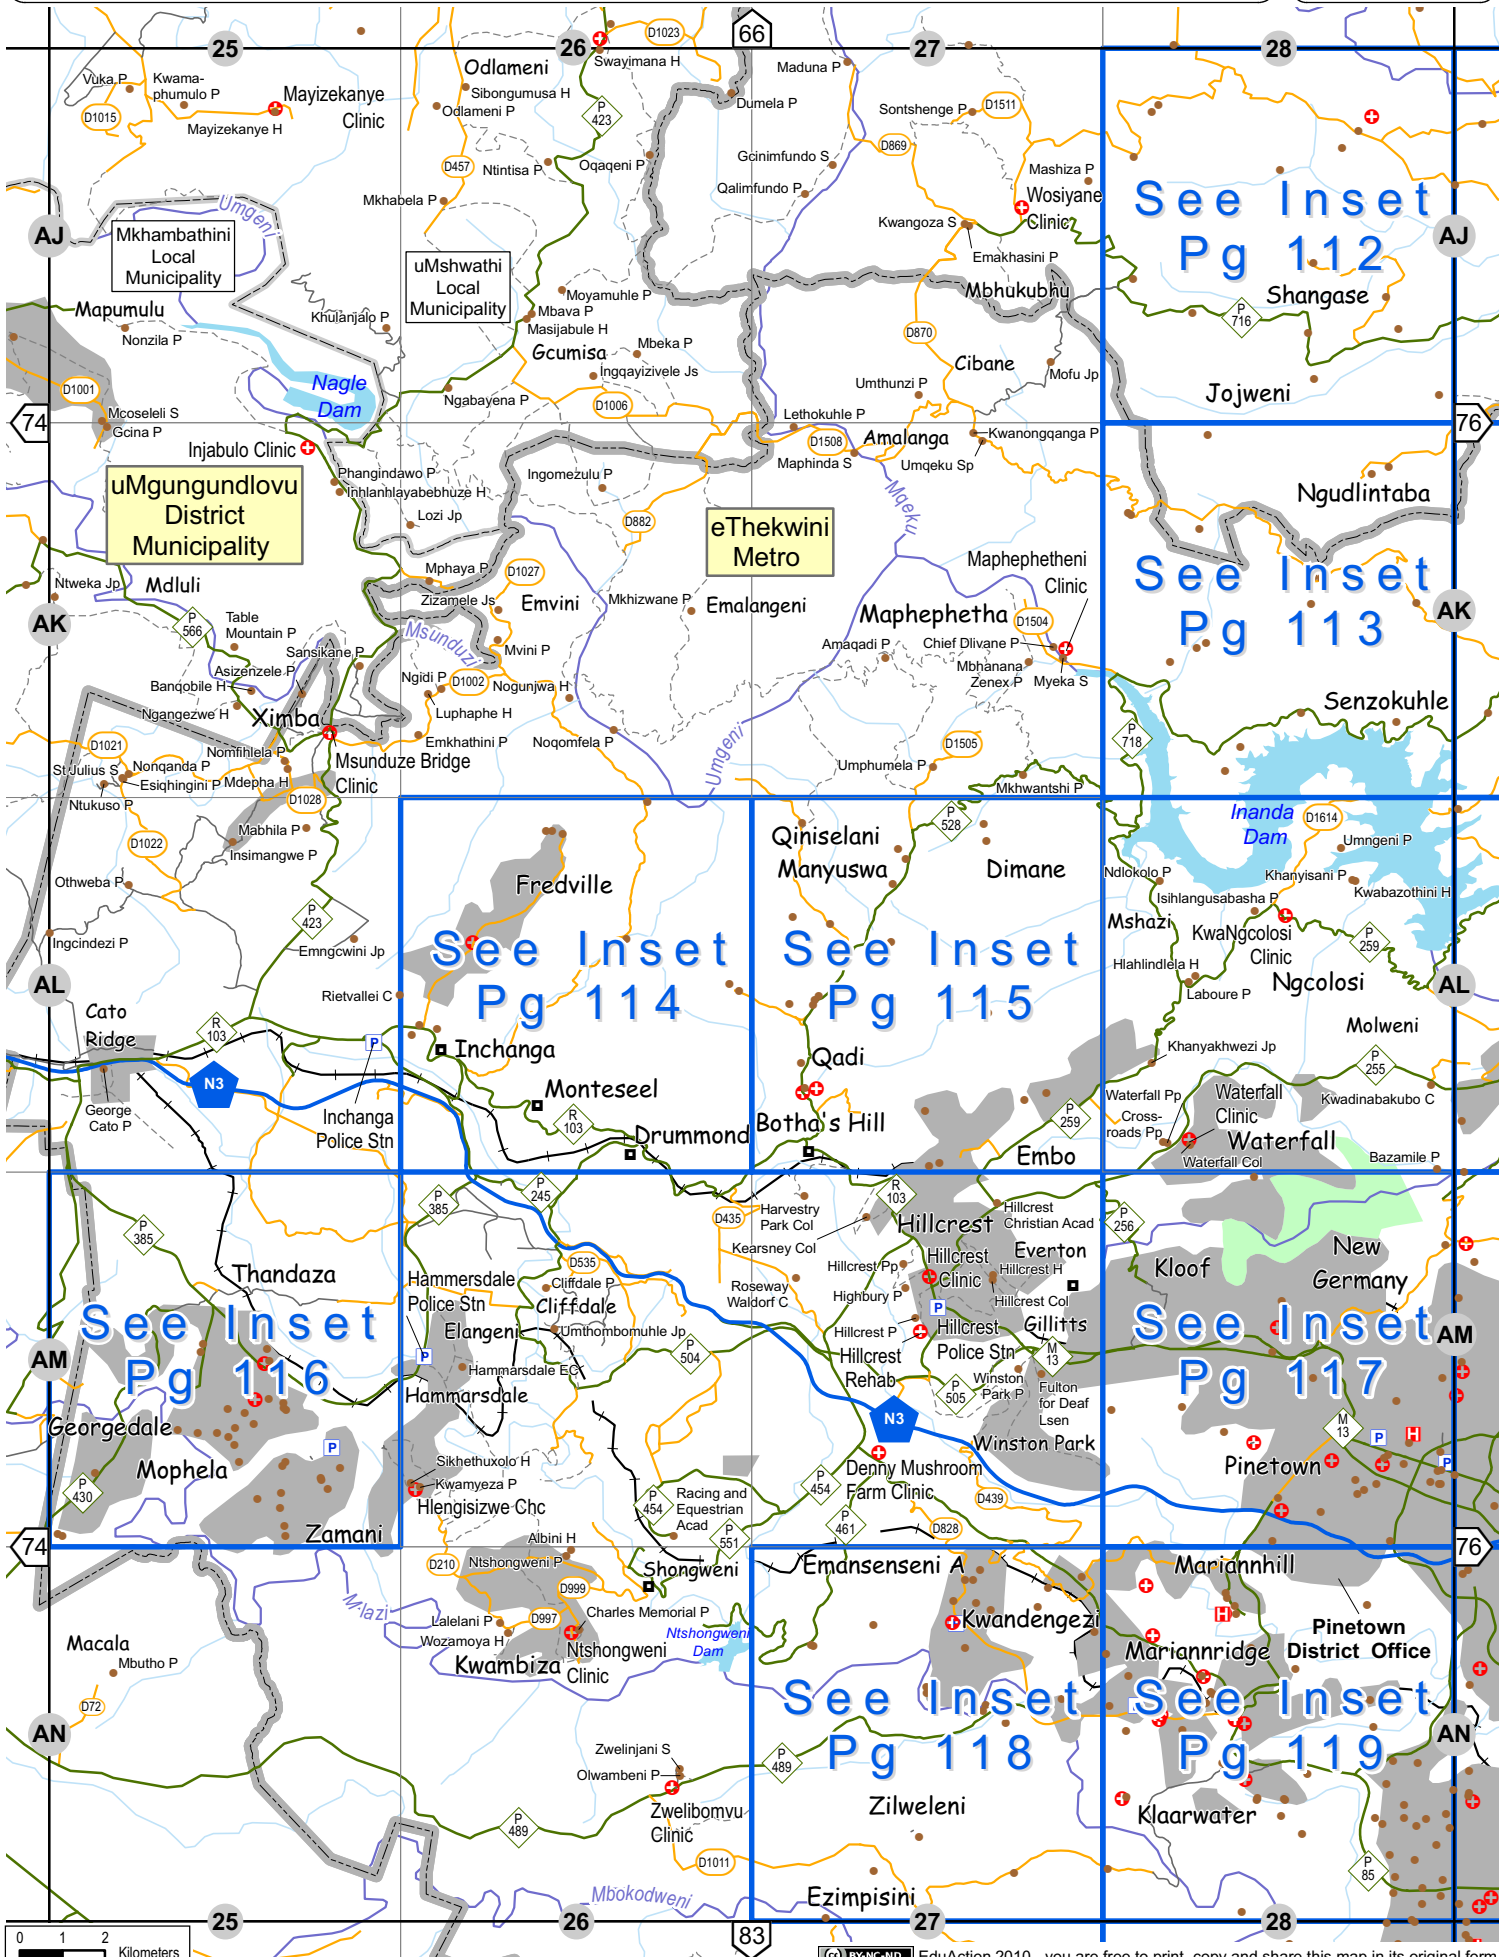 66
25
26
27
28
D1023
Swayimana H
Odlameni
Sibongumusa H
Odlameni P
P
423
Maduna P
Dumela P
Vuka P
Kwama-
phumulo P
D1015
Mayizekanye
Clinic
Mayizekanye H
Sontshenge P
D1511
D869
D457
Ntintisa P
Oqaqeni P
Gcinimfundo S
Mashiza P
Qalimfundo P
Wosiyane
Clinic
See Inset
Pg 112
Mkhabela P
Umgeni
Kwangoza S
AJ
AJ
Mkhambathini
Local
Municipality
uMshwathi
Local
Municipality
Emakhasini P
Mbhukubhu
Shangase
P
716
Mapumulo
Nonzila P
Khulanjalo P
Moyamuhle P
Mbava P
Masijabule H
Gcumisa
Mbeka P
Ingqayizivele Js
D870
Cibane
Mofu Jp
Umthunzi P
Jojweni
D1001
Nagle
Dam
Ngabayena P
D1006
Mcoseleli S
Gcina P
Lethokuhle P
74
76
D1508
Amalanga
Kwanongqanga P
Injabulo Clinic
Maphinda S
Umqeku Sp
Phangindawo P
Inhlanhlayabebhuze H
Ingomezulu P
Ngudlintaba
uMgungundlovu
District
Municipality
Lozi Jp
D882
eThekwini
Metro
Mqeku
Maphephetheni
Clinic
See Inset
Pg 113
Ntweka Jp
Mdluli
Mphaya P
D1027
Zizamele Js
Emvini
Mkhizwane P
Emalangeni
Maphephetha
D1504
AK
AK
P
566
Table
Mountain P
Msunduzi
Sansikane P
Mvini P
Amaqadi P
Chief Dlivane P
Asizenzele P
Banqobile H
Ngidi P
D1002
Nogunjwa H
Mbhanana
Zenex P
Myeka S
Ngangezwe H
Ximba
Luphaphe H
Senzokuhle
D1021
Nomfihlela P
Emkhathini P
Noqomfela P
Umgeni
D1505
P
718
St Julius S
Nonqanda P
Esiqhingini P
Mdepha H
Msunduze Bridge
Clinic
Umphumela P
Ntukuso P
D1028
Mkhwantshi P
Mabhila P
D1022
Insimangwe P
Qiniselani
Manyuswa
P
528
Dimane
Inanda
Dam
D1614
Umngeni P
Othweba P
Fredville
Ndlokolo P
Khanyisani P
Kwabazothini H
Isihlangusabasha P
P
423
Mshazi
KwaNgcolosi
Clinic
P
259
Ingcindezi P
Emngcwini Jp
See Inset
Pg 114
See Inset
Pg 115
Hlahlindlela H
Laboure P
Ngcolosi
AL
AL
Rietvallei C
Cato
Ridge
R
103
P
Inchanga
Qadi
Molweni
Khanyakhwezi Jp
P
255
N3
Monteseel
Waterfall Pp
Waterfall
Clinic
Kwadinabakubo C
George
Cato P
Inchanga
Police Stn
R
103
Drummond
Botha's Hill
P
259
Cross-
roads Pp
Waterfall
Embo
Waterfall Col
Bazamile P
P
385
P
385
P
245
D435
Harvestry
Park Col
R
103
Hillcrest
Hillcrest
Christian Acad
P
256
Kearsney Col
New
Germany
Thandaza
D535
Cliffdale P
Hammersdale
Police Stn
Cliffdale
Hillcrest Pp
Hillcrest
Clinic
Everton
Hillcrest H
Kloof
Roseway
Waldorf C
Highbury P
Hillcrest Col
See Inset
Pg 116
Elangeni
Umthombomuhle Jp
P
Hillcrest P
Hillcrest
Police Stn
Gillitts
See Inset
Pg 117
AM
AM
P
Hammarsdale EC
P
504
Hillcrest
Rehab
M
13
Hammarsdale
P
505
Winston
Park P
Fulton
for Deaf
Lsen
Georgedale
N3
M
13
P
H
Mophela
P
Winston Park
Pinetown
P
Sikhethuxolo H
Kwamyeza P
Denny Mushroom
Farm Clinic
P
430
Hlengisizwe Chc
P
454
Racing and
Equestrian
Acad
P
454
D439
Zamani
P
461
D828
P
551
Albini H
74
76
D210
Ntshongweni P
Shongweni
Emansenseni A
Mariannhill
D999
Mlazi
Lalelani P
D997
Charles Memorial P
Kwandengezi
H
Pinetown
District Office
Macala
Mbutho P
Wozamoya H
Ntshongweni
Clinic
Ntshongweni
Dam
Mariannridge
Kwambiza
D72
See Inset
Pg 118
See Inset
Pg 119
AN
AN
Zwelinjani S
Olwambeni P
P
489
Zwelibomvu
Clinic
Zilweleni
Klaarwater
P
489
D1011
P
85
Mbokodweni
Ezimpisini
25
26
27
28
83
0 1 2
Kilometers
CC BY-NC-ND EduAction 2010 - you are free to print, copy and share this map in its original form